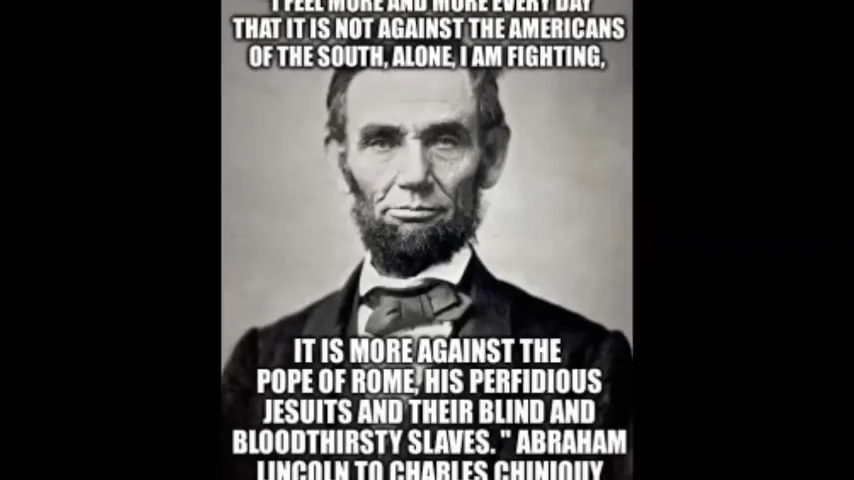 "I FEEL MORE AND MORE EVERY DAY
THAT IT IS NOT AGAINST THE AMERICANS
OF THE SOUTH, ALONE, I AM FIGHTING,
IT IS MORE AGAINST THE
POPE OF ROME, HIS PERFIDIOUS
JESUITS AND THEIR BLIND AND
BLOODTHIRSTY SLAVES. " ABRAHAM
LINCOLN TO CHARLES CHINIQUY